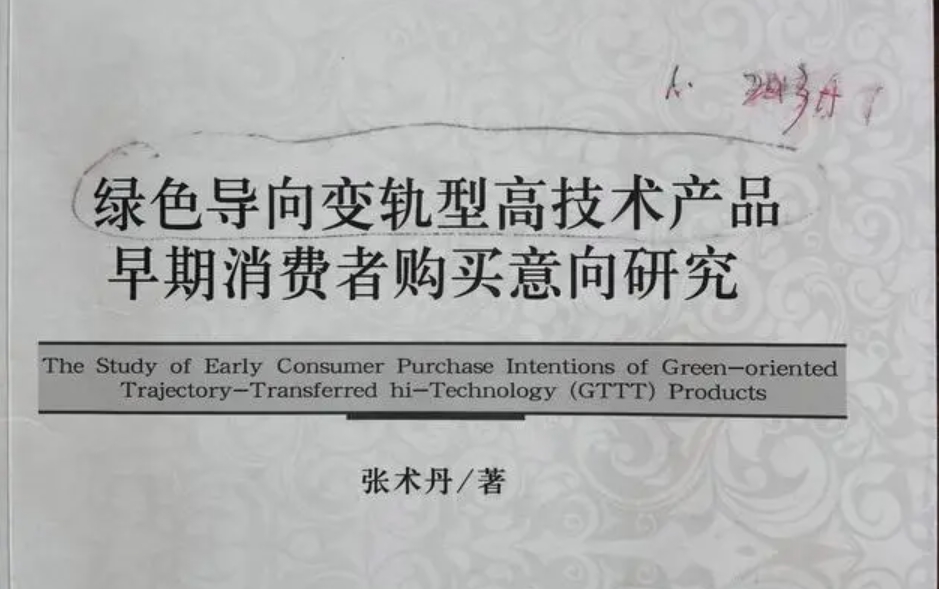 绿色导向变轨型高技术产品
早期消费者购买意向研究
The Study of Early Consumer Purchase Intentions of Green—oriented
Trajectory—Transferred hi—Technology (GTTT) Products
张术丹/著